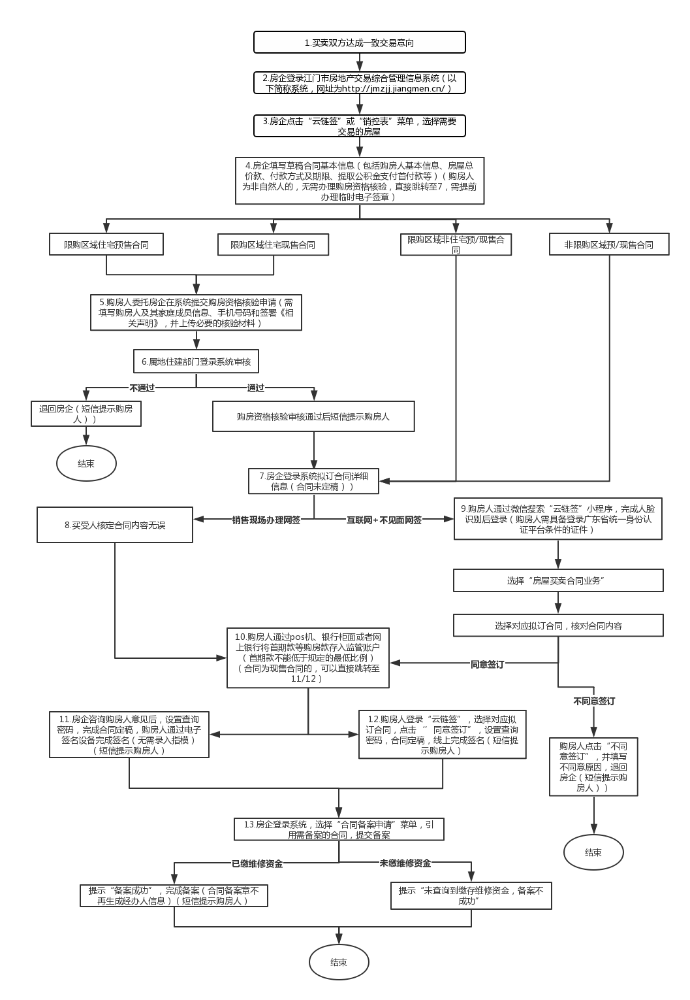 1.买卖双方达成一致交易意向
2.房企登录江门市房地产交易综合管理信息系统（以
下简称系统，网址为http://jmzjj.jiangmen.cn/）
3.房企点击“云链签”或“销控表”菜单，选择需要
交易的房屋
4.房企填写草稿合同基本信息（包括购房人基本信息、房屋总
价款、付款方式及期限、提取公积金支付首付款等）（购房人
为非自然人的，无需办理购房资格核验，直接跳转至7，需提前
办理临时电子签章）
限购区域住宅预售合同
限购区域住宅现售合同
限购区域非住宅预/现售合
同
非限购区域预/现售合同
5.购房人委托房企在系统提交购房资格核验申请（需
填写购房人及其家庭成员信息、手机号码和签署《相
关声明》，并上传必要的核验材料）
6.属地住建部门登录系统审核
不通过
通过
退回房企（短信提示购房
人））
购房资格核验审核通过后短信提示购房人
结束
7.房企登录系统拟订合同详细
信息（合同未定稿））
销售现场办理网签
互联网+不见面网签
8.买受人核定合同内容无误
9.购房人通过微信搜索“云链签”小程序，完成人脸
识别后登录（购房人需具备登录广东省统一身份认
证平台条件的证件）
选择“房屋买卖合同业务”
选择对应拟订合同，核对合同内容
10.购房人通过pos机、银行柜面或者网
上银行将首期款等购房款存入监管账户
（首期款不能低于规定的最低比例）
（合同为现售合同的，可以直接跳转至
11/12）
同意签订
不同意签订
11.房企咨询购房人意见后，设置查询
密码，完成合同定稿，购房人通过电子
签名设备完成签名（无需录入指模）
（短信提示购房人）
12.购房人登录“云链签”，选择对应拟
订合同，点击‘’同意签订”，设置查询
密码，合同定稿，线上完成签名（短信提
示购房人）
购房人点击“不同
意签订”，并填写
不同意原因，退回
房企（短信提示购
房人））
13.房企登录系统，选择“合同备案申请”菜单，引
用需备案的合同，提交备案
结束
已缴维修资金
未缴维修资金
提示“备案成功”，完成备案（合同备案章不
再生成经办人信息）（短信提示购房人）
提示“未查询到缴存维修资金，备案不
成功”
结束